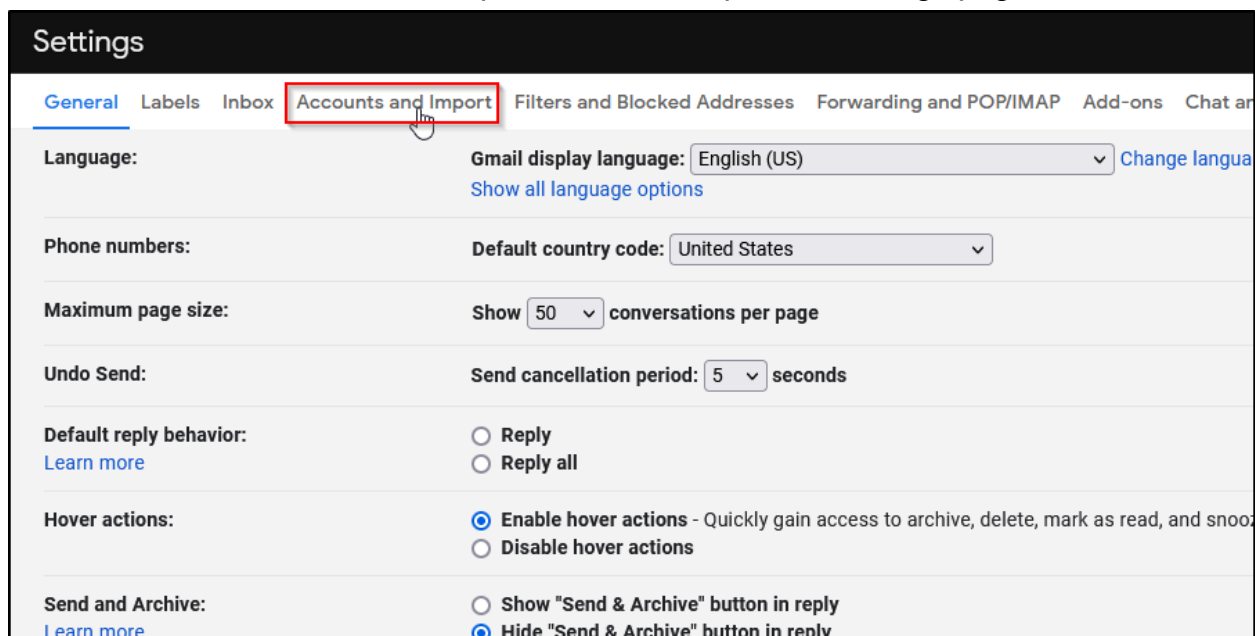 Settings
General Labels Inbox Accounts and Import Filters and Blocked Addresses Forwarding and POP/IMAP Add-ons Chat
Language: Gmail display language: English (US) Change
Show all language options
Phone numbers: Default country code: United States
Maximum page size: Show 50 conversations per page
Undo Send: Send cancellation period: 5 seconds
Default reply behavior: Reply
Learn more Reply all
Hover actions: Enable hover actions - Quickly gain access to archive, delete, mark as read, and
Disable hover actions
Send and Archive: Show "Send & Archive" button in reply
Learn more Hide "Send & Archive" button in reply